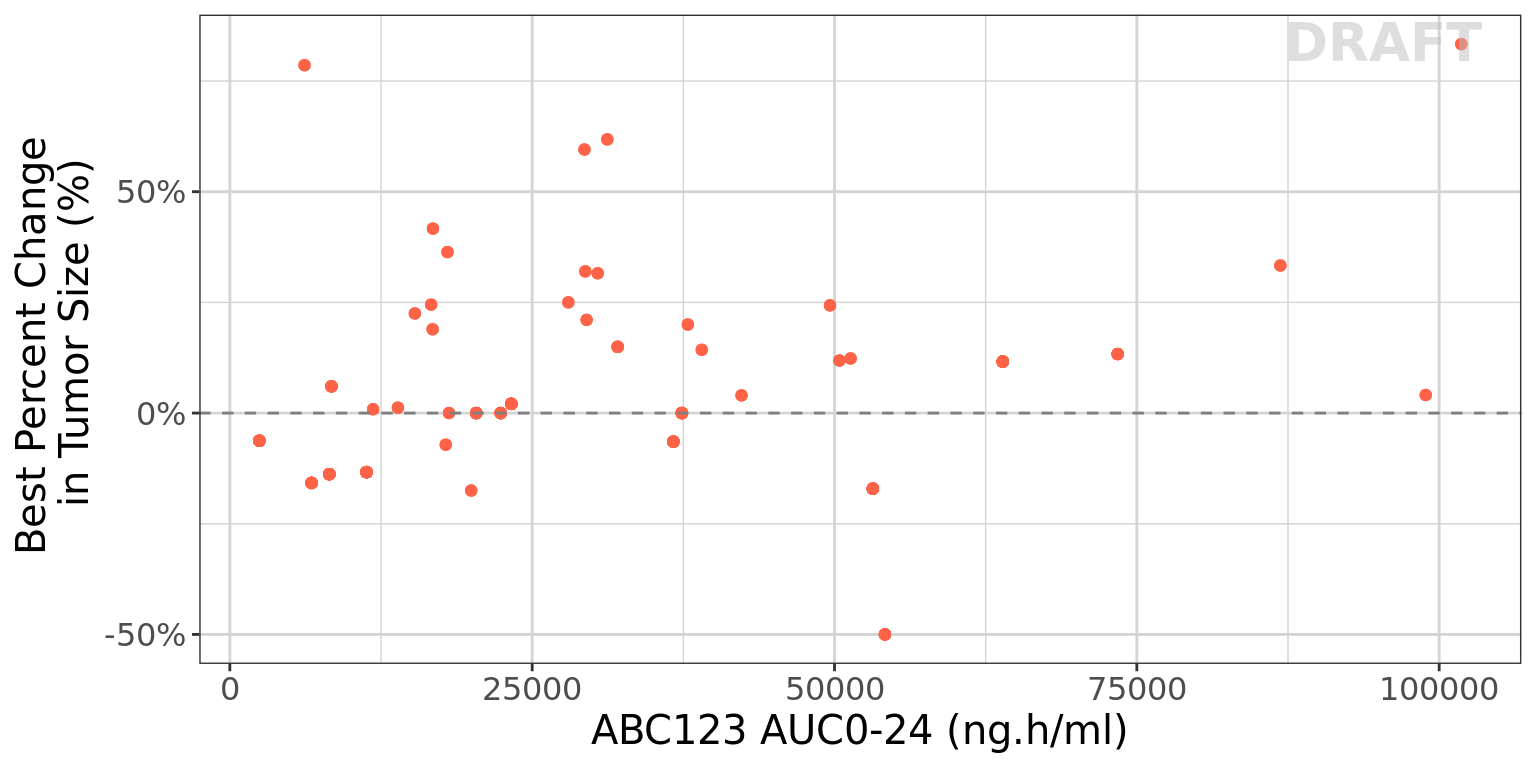 DRAFT
Best Percent Change
in Tumor Size (%)
50%
0%
-50%
0
25000
50000
75000
100000
ABC123 AUC0-24 (ng.h/ml)